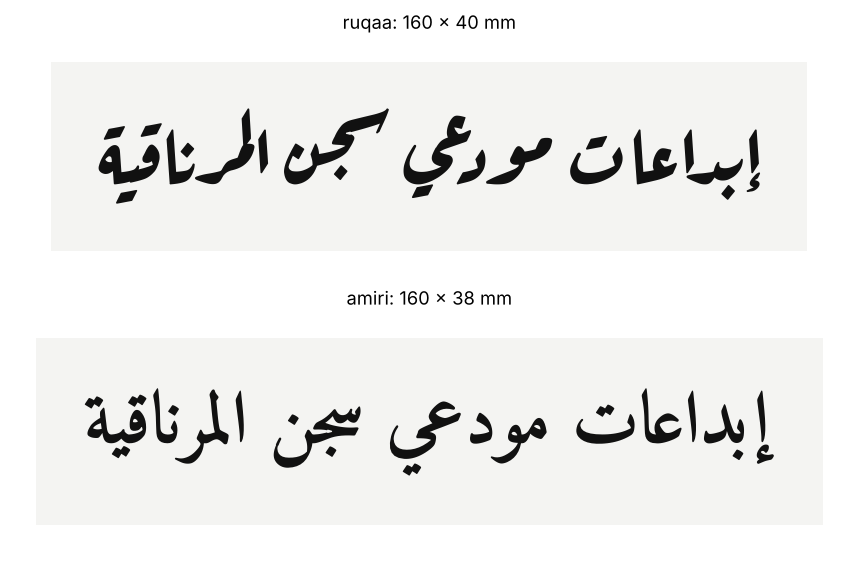 ruqaa: 160 × 40 mm
إبداعات مودعي سجن المرناقية
amiri: 160 × 38 mm
إبداعات مودعي سجن المرناقية